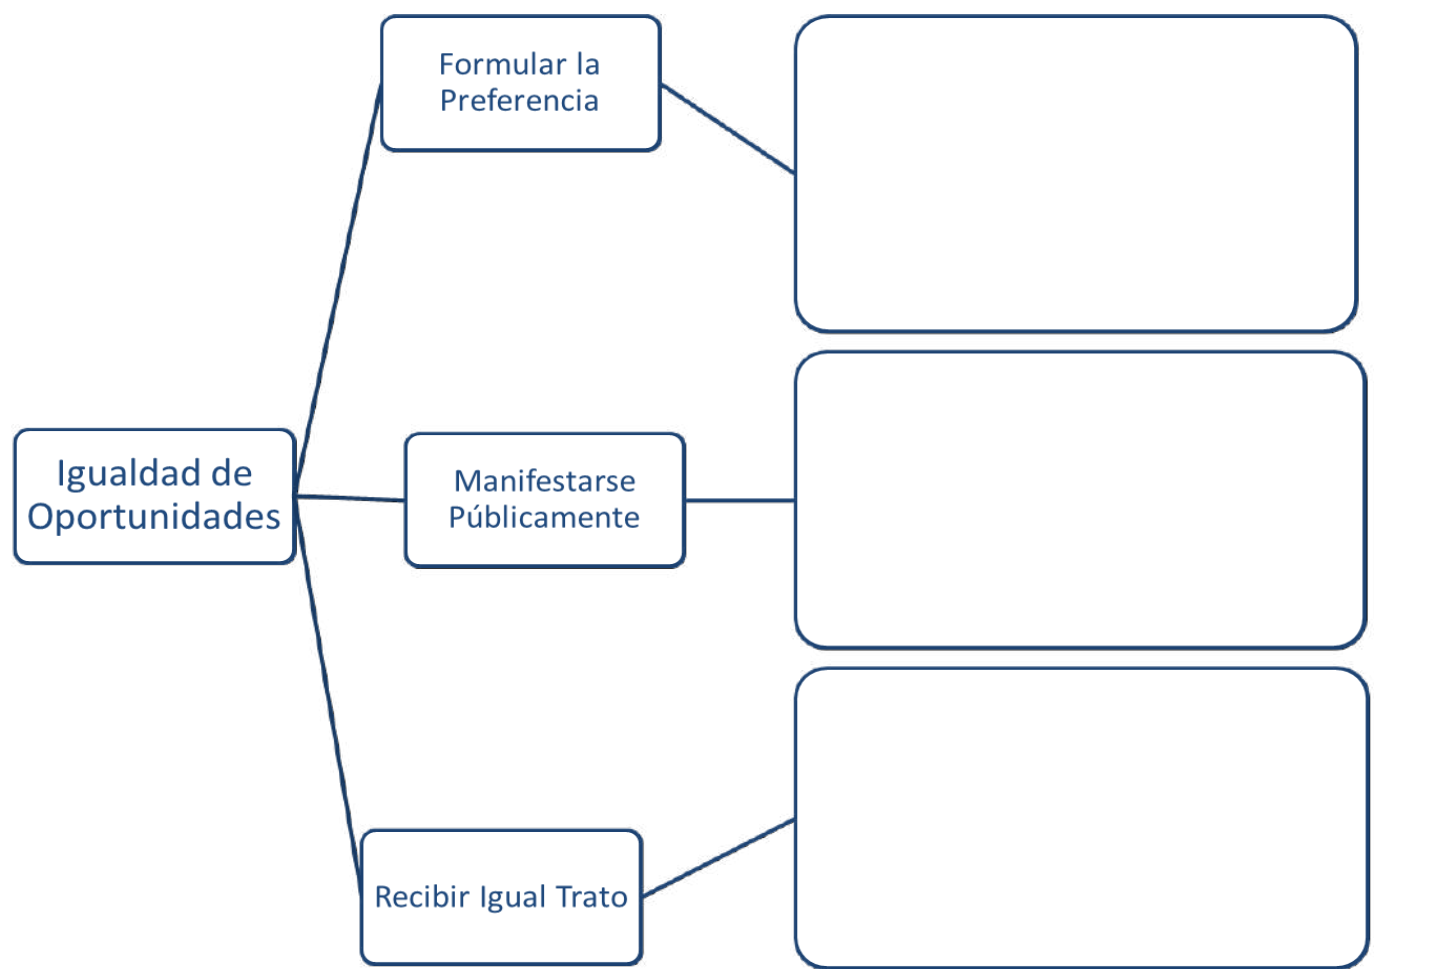 Formular la
Preferencia
Igualdad de
Oportunidades
Manifestarse
Públicamente
Recibir Igual Trato